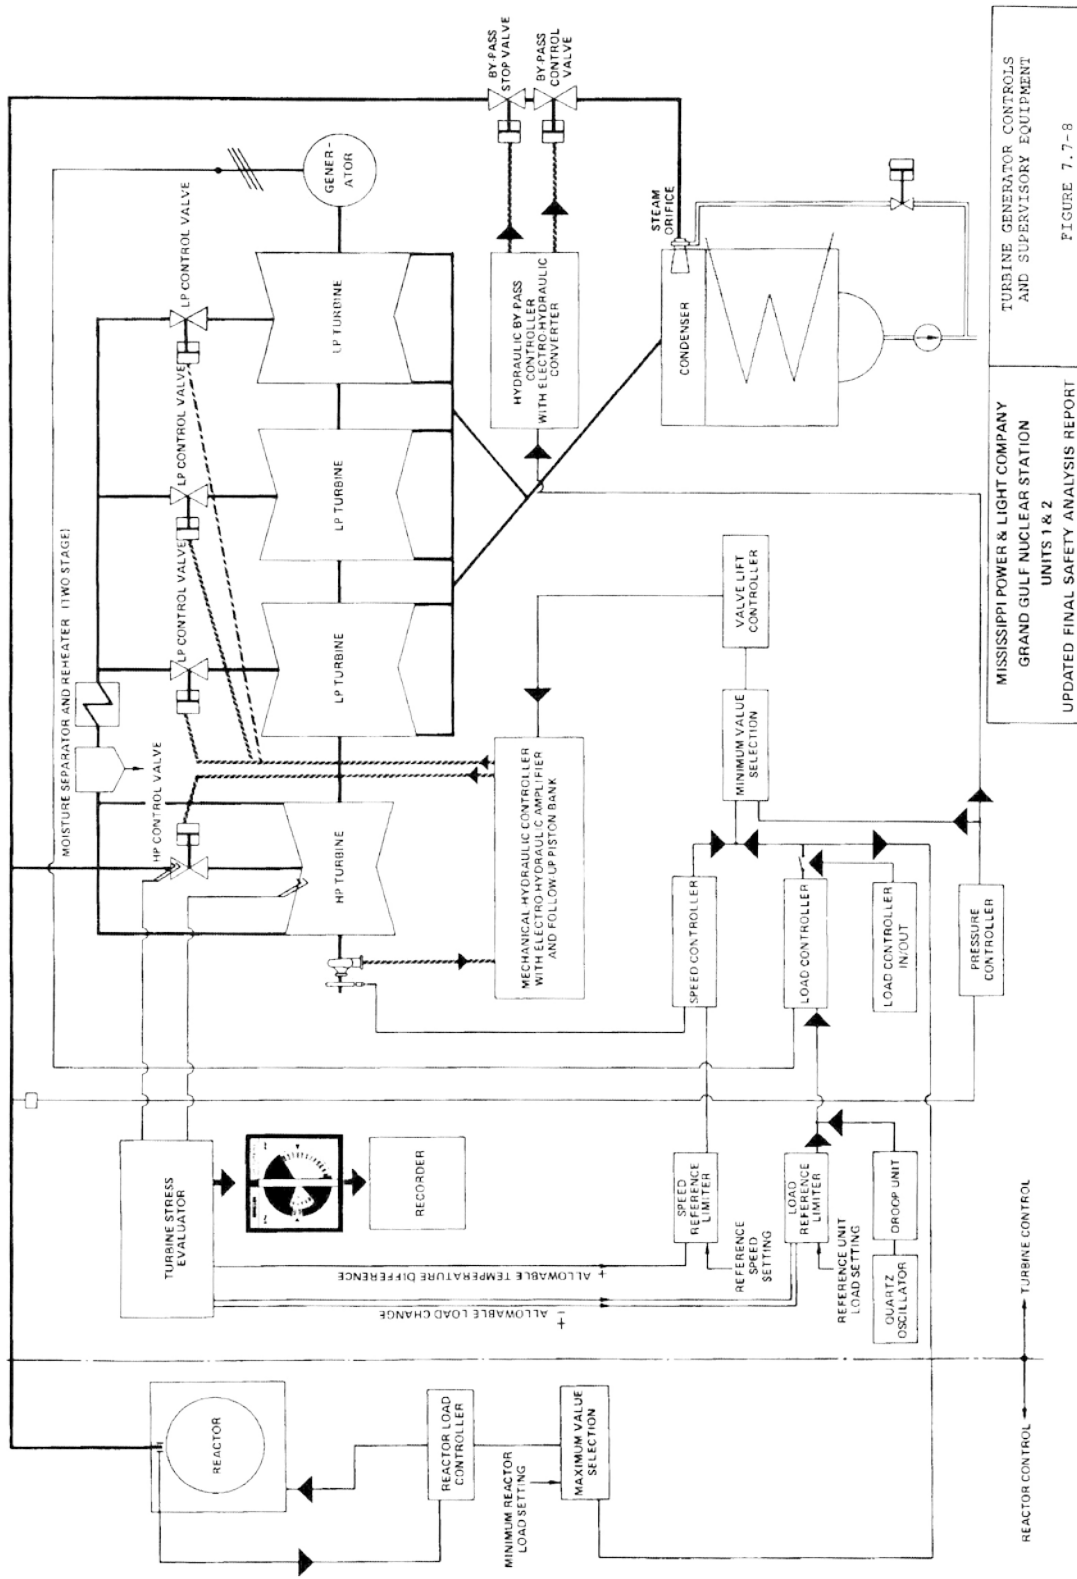 MOISTURE SEPARATOR AND REHEATER (TWO STAGE)
HP CONTROL VALVE
LP CONTROL VALVE
LP CONTROL VALVE
LP CONTROL VALVE
HP TURBINE
LP TURBINE
LP TURBINE
LP TURBINE
GENER-
ATOR
BY-PASS
STOP VALVE
BY-PASS
CONTROL
VALVE
REACTOR
TURBINE STRESS
EVALUATOR
RECORDER
+ ALLOWABLE TEMPERATURE DIFFERENCE
± ALLOWABLE LOAD CHANGE
MECHANICAL HYDRAULIC CONTROLLER
WITH ELECTRO-HYDRAULIC AMPLIFIER
AND FOLLOW-UP PISTON BANK
HYDRAULIC BY-PASS
CONTROLLER
WITH ELECTRO-HYDRAULIC
CONVERTER
STEAM
ORIFICE
CONDENSER
REACTOR LOAD
CONTROLLER
MINIMUM REACTOR
LOAD SETTING
MAXIMUM VALUE
SELECTION
SPEED
REFERENCE
LIMITER
REFERENCE
SPEED
SETTING
LOAD
REFERENCE
LIMITER
REFERENCE UNIT
LOAD SETTING
QUARTZ
OSCILLATOR
DROOP UNIT
SPEED CONTROLLER
LOAD CONTROLLER
LOAD CONTROLLER
IN/OUT
PRESSURE
CONTROLLER
MINIMUM VALUE
SELECTION
VALVE LIFT
CONTROLLER
REACTOR CONTROL
TURBINE CONTROL
MISSISSIPPI POWER & LIGHT COMPANY
GRAND GULF NUCLEAR STATION
UNITS 1 & 2
UPDATED FINAL SAFETY ANALYSIS REPORT
TURBINE GENERATOR CONTROLS
AND SUPERVISORY EQUIPMENT
FIGURE 7.7-8